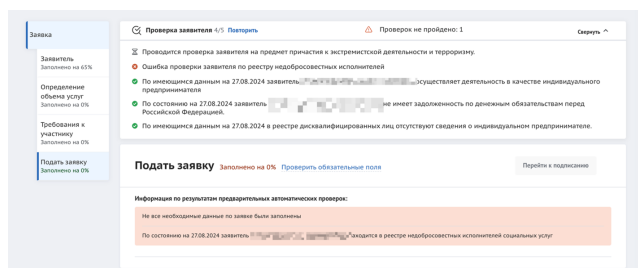 Заявка
Заявитель
Заполнено на 65%
Определение
объема услуг
Заполнено на 0%
Требования к
участнику
Заполнено на 0%
Подать заявку
Заполнено на 0%
Проверка заявителя 4/5 Повторить
Проверок не пройдено: 1
Свернуть
Проводится проверка заявителя на предмет причастия к экстремистской деятельности и терроризму.
Ошибка проверки заявителя по реестру недобросовестных исполнителей
По имеющимся данным на 27.08.2024 заявитель осуществляет деятельность в качестве индивидуального
предпринимателя
По состоянию на 27.08.2024 заявитель не имеет задолженность по денежным обязательствам перед
Российской Федерацией.
По имеющимся данным на 27.08.2024 в реестре дисквалифицированных лиц отсутствуют сведения о индивидуальном предпринимателе.
Подать заявку Заполнено на 0% Проверить обязательные поля
Перейти к подписанию
Информация по результатам предварительных автоматических проверок:
Не все необходимые данные по заявке были заполнены
По состоянию на 27.08.2024 заявитель находится в реестре недобросовестных исполнителей социальных услуг